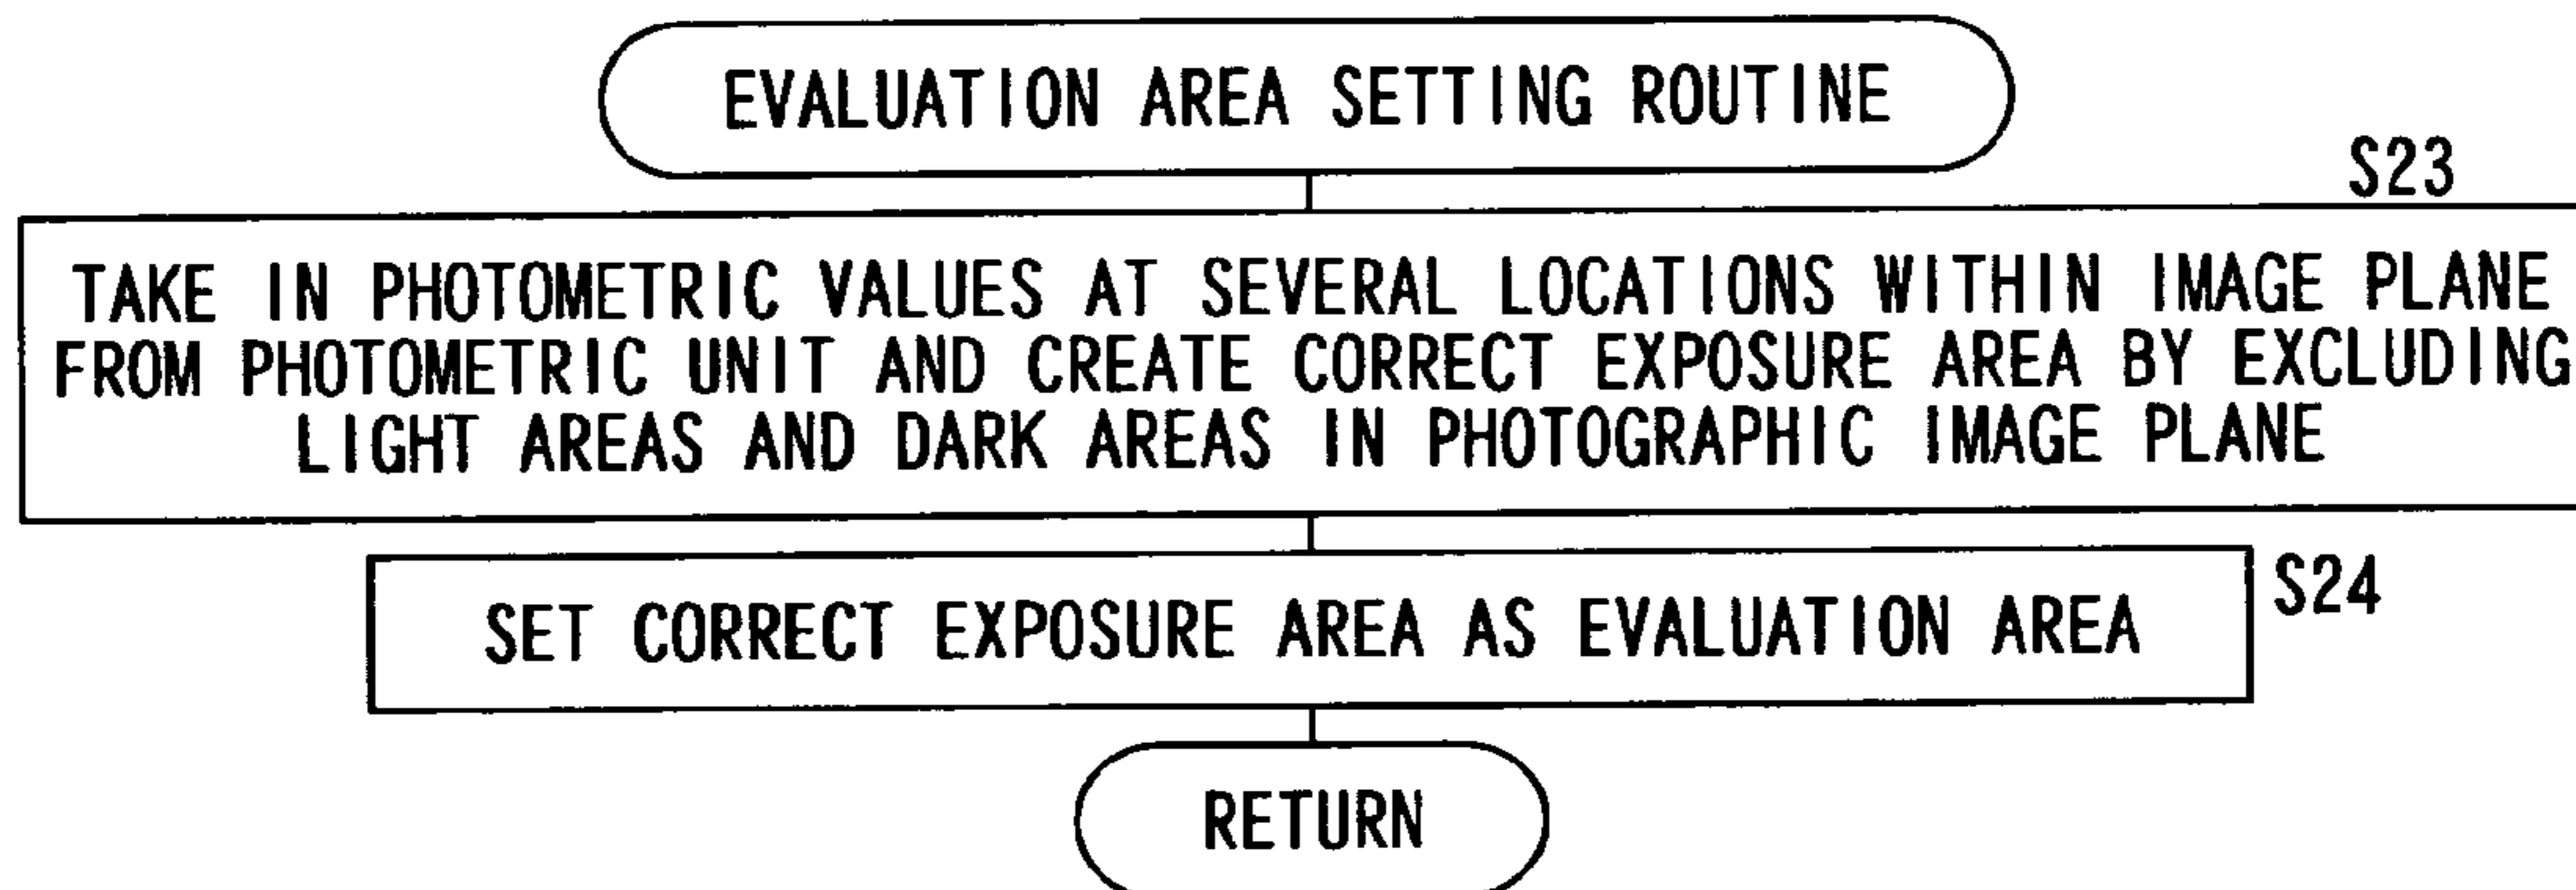 EVALUATION AREA SETTING ROUTINE
S23
TAKE IN PHOTOMETRIC VALUES AT SEVERAL LOCATIONS WITHIN IMAGE PLANE
FROM PHOTOMETRIC UNIT AND CREATE CORRECT EXPOSURE AREA BY EXCLUDING
LIGHT AREAS AND DARK AREAS IN PHOTOGRAPHIC IMAGE PLANE
SET CORRECT EXPOSURE AREA AS EVALUATION AREA
S24
RETURN